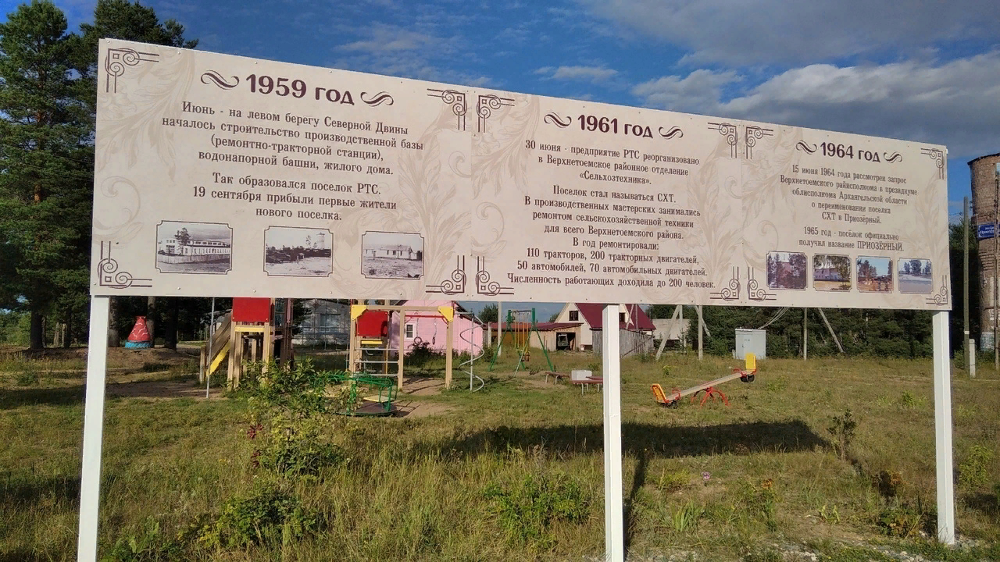 1959 год
Июнь - на левом берегу Северной Двины
началось строительство производственной базы
(ремонтно-тракторной станции),
водонапорной башни, жилого дома.
Так образовался поселок РТС.
19 сентября прибыли первые жители
нового поселка.
1961 год
30 июня - предприятие РТС реорганизовано
в Верхнетоемское районное отделение
«Сельхозтехника».
Поселок стал называться СХТ.
В производственных мастерских занимались
ремонтом сельскохозяйственной техники
для всего Верхнетоемского района.
В год ремонтировали:
110 тракторов, 200 тракторных двигателей,
50 автомобилей, 70 автомобильных двигателей.
Численность работающих доходила до 200 человек.
1964 год
15 июня 1964 года рассмотрен запрос
Верхнетоемского райисполкома в президиуме
облисполкома Архангельской области
о переименовании поселка
СХТ в Приозёрный.
1965 год - посёлок официально
получил название ПРИОЗЁРНЫЙ.